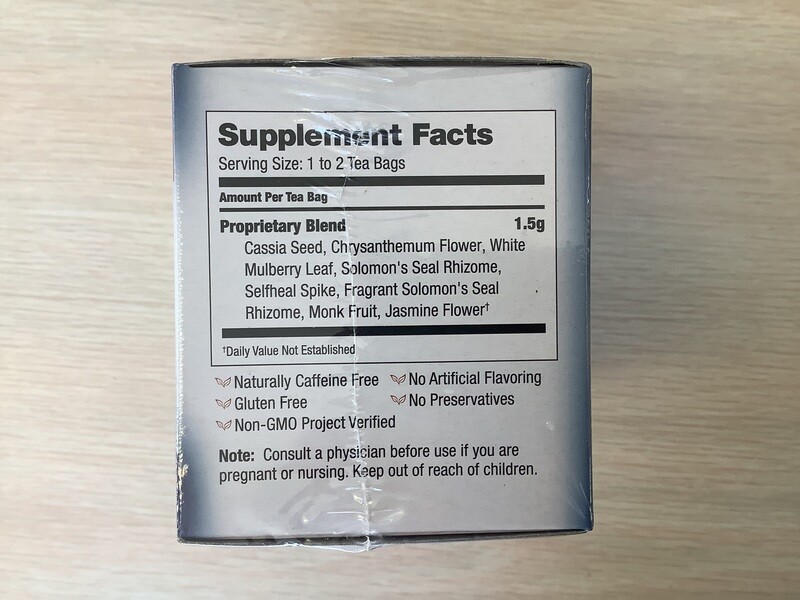 Supplement Facts
Serving Size: 1 to 2 Tea Bags
Amount Per Tea Bag
Proprietary Blend 1.5g
Cassia Seed, Chrysanthemum Flower, White
Mulberry Leaf, Solomon's Seal Rhizome,
Selfheal Spike, Fragrant Solomon's Seal
Rhizome, Monk Fruit, Jasmine Flower†
†Daily Value Not Established
Naturally Caffeine Free No Artificial Flavoring
Gluten Free No Preservatives
Non-GMO Project Verified
Note: Consult a physician before use if you are
pregnant or nursing. Keep out of reach of children.